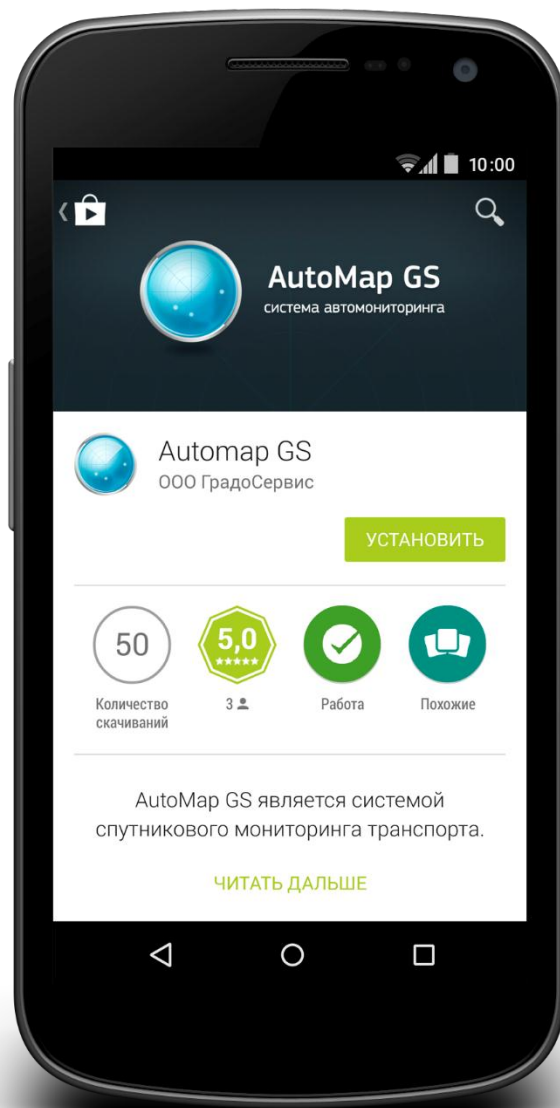 10:00
AutoMap GS
система автомониторинга
Automap GS
ООО ГрадоСервис
УСТАНОВИТЬ
50
5,0
Количество
скачиваний
3
Работа
Похожие
AutoMap GS является системой
спутникового мониторинга транспорта.
ЧИТАТЬ ДАЛЬШЕ